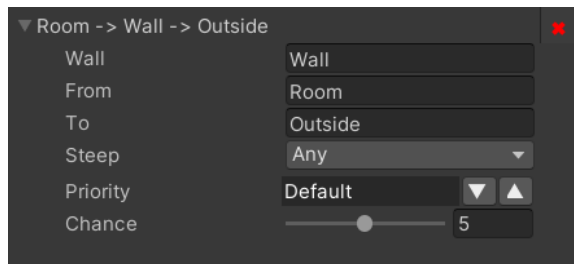 Room -> Wall -> Outside
Wall Wall
From Room
To Outside
Steep Any
Priority Default
Chance 5